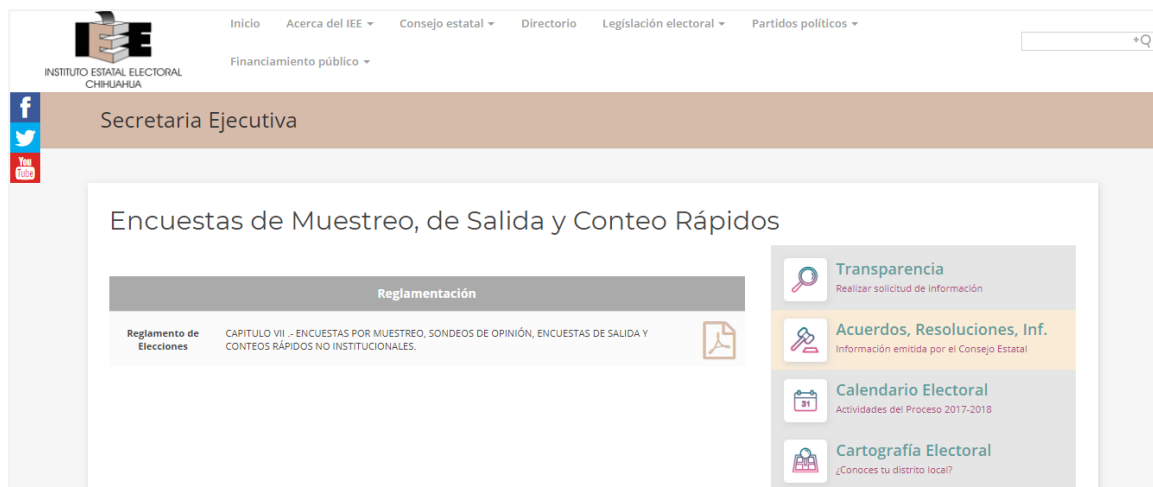 Inicio Acerca del IEE Consejo estatal Directorio Legíslación electoral Partidos políticos
Financiamiento público
IEE
INSTITUTO ESTATAL ELECTORAL
CHIHUAHUA
f
You
Tube
Secretaria Ejecutiva
Encuestas de Muestreo, de Salida y Conteo Rápidos
Reglamentación
Reglamento de
Elecciones
CAPITULO VII .- ENCUESTAS POR MUESTREO, SONDEOS DE OPINIÓN, ENCUESTAS DE SALIDA Y
CONTEOS RÁPIDOS NO INSTITUCIONALES.
Transparencia
Realizar solicitud de información
Acuerdos, Resoluciones, Inf.
Información emitida por el Consejo Estatal
31
Calendario Electoral
Actividades del Proceso 2017-2018
Cartografía Electoral
¿Conoces tu distrito local?